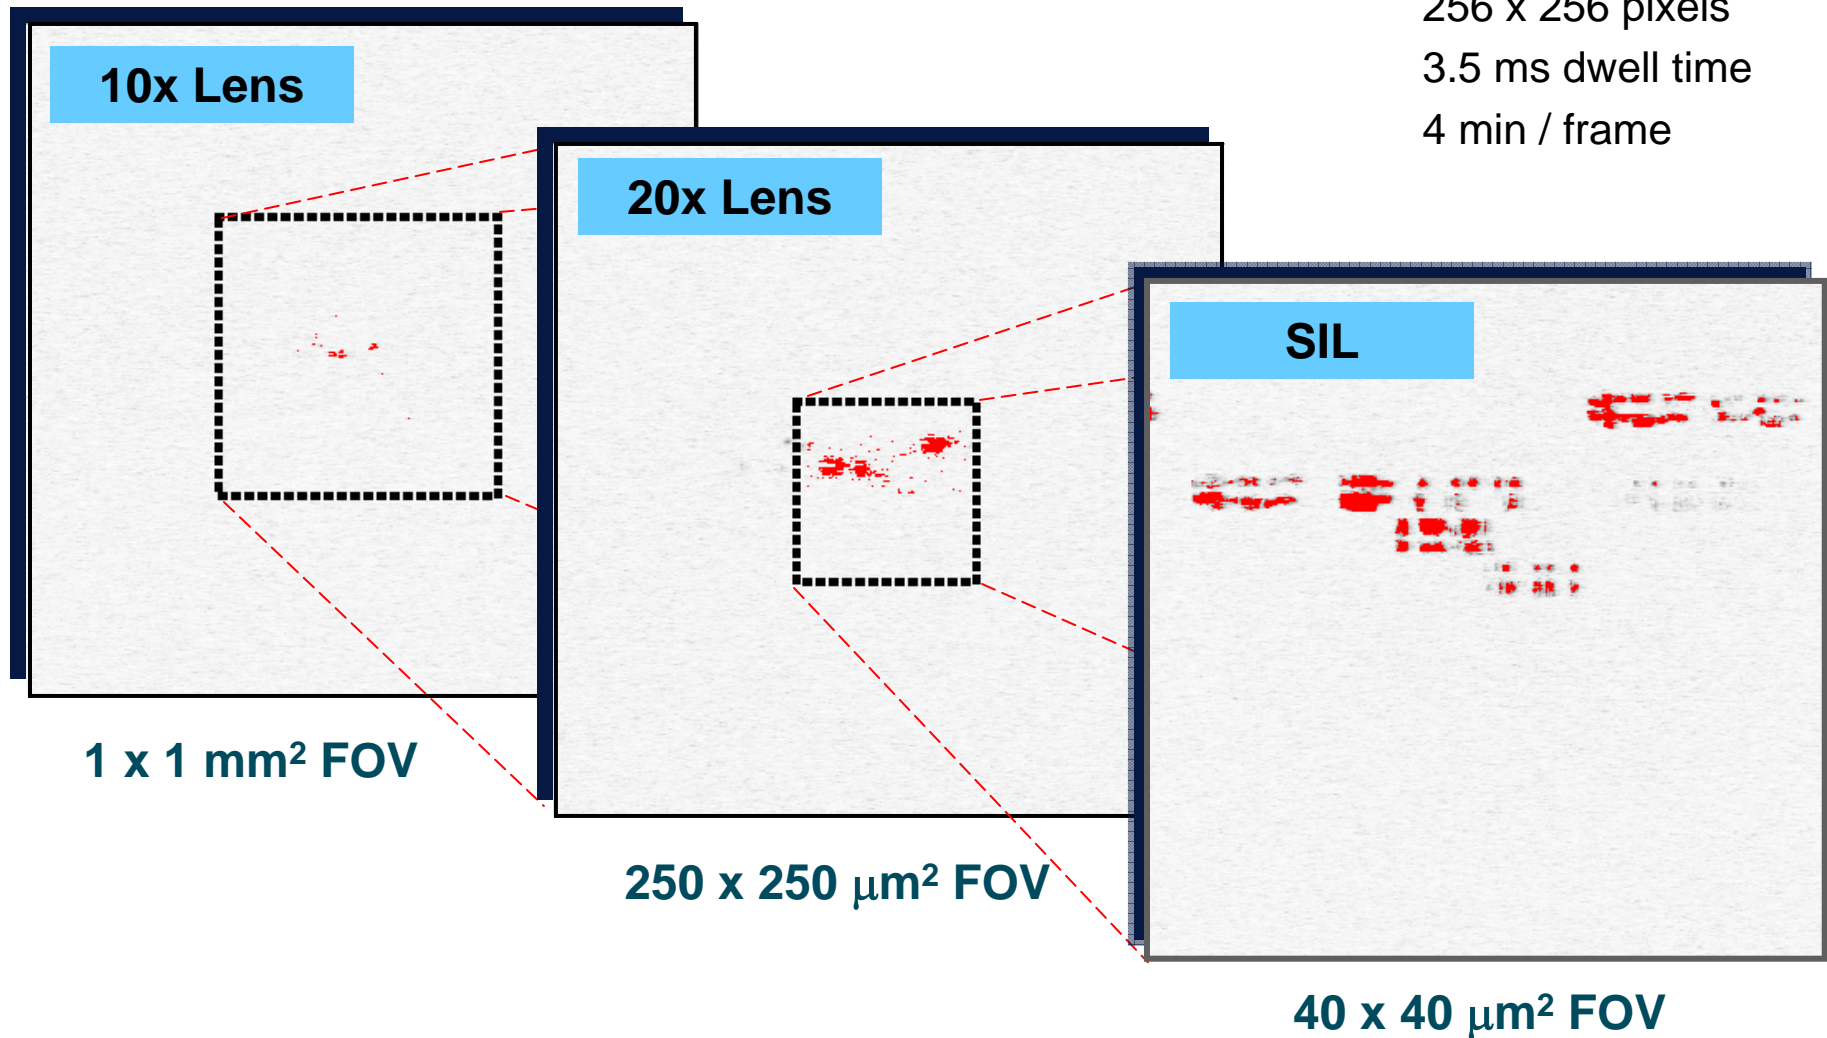 256 x 256 pixels
3.5 ms dwell time
4 min / frame
10x Lens
20x Lens
SIL
1 x 1 mm² FOV
250 x 250 μm² FOV
40 x 40 μm² FOV